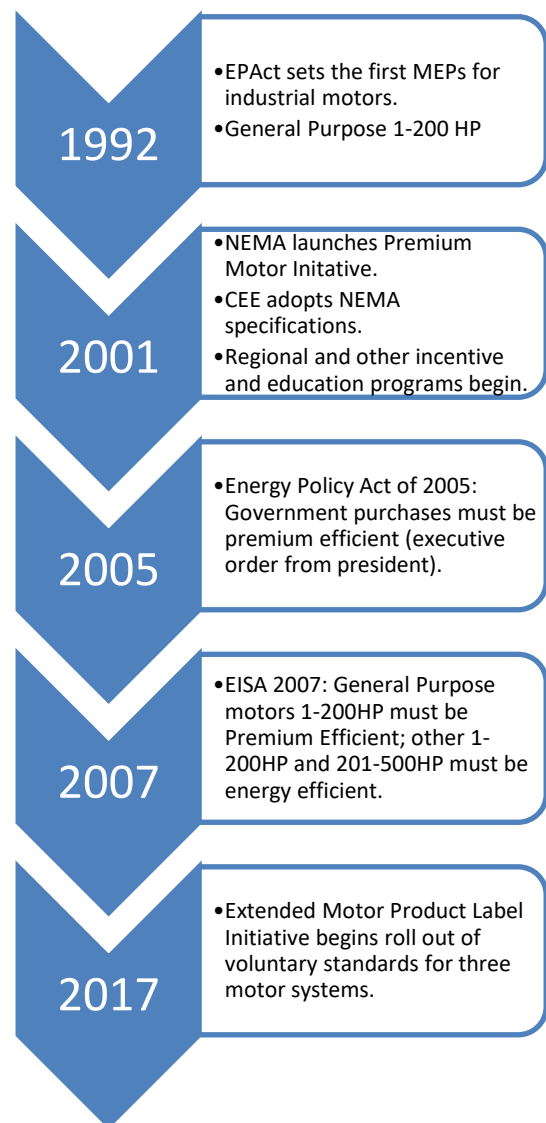 1992
•EPAct sets the first MEPs for
industrial motors.
•General Purpose 1-200 HP
2001
•NEMA launches Premium
Motor Initative.
•CEE adopts NEMA
specifications.
•Regional and other incentive
and education programs begin.
2005
•Energy Policy Act of 2005:
Government purchases must be
premium efficient (executive
order from president).
2007
•EISA 2007: General Purpose
motors 1-200HP must be
Premium Efficient; other 1-
200HP and 201-500HP must be
energy efficient.
2017
•Extended Motor Product Label
Initiative begins roll out of
voluntary standards for three
motor systems.